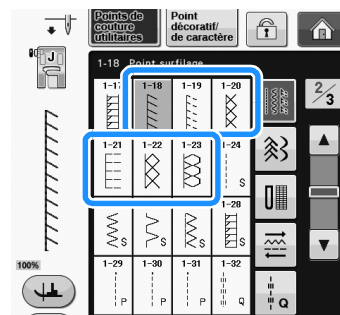 Points de
couture
utilitaires
Point
décoratif/
de caractère
J
1-18 Point surfilage
1-17 1-18 1-19 1-20
2/3
1-21 1-22 1-23 1-24
S
1-28
S S S S
1-29 1-30 1-31 1-32
P P P Q
Q
100%